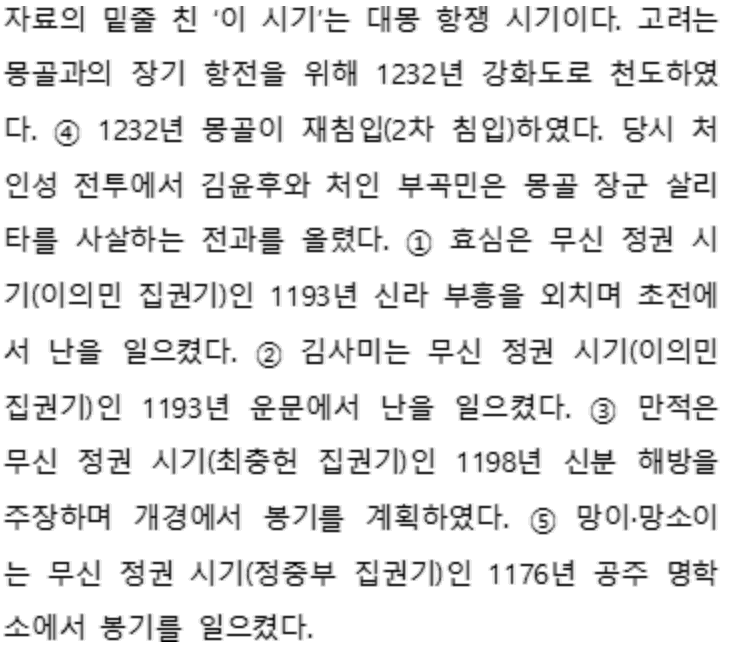 자료의 밑줄 친 ‘이 시기’는 대몽 항쟁 시기이다. 고려는
몽골과의 장기 항전을 위해 1232년 강화도로 천도하였
다. ④ 1232년 몽골이 재침입(2차 침입)하였다. 당시 처
인성 전투에서 김윤후와 처인 부곡민은 몽골 장군 살리
타를 사살하는 전과를 올렸다. ① 효심은 무신 정권 시
기(이의민 집권기)인 1193년 신라 부흥을 외치며 초전에
서 난을 일으켰다. ② 김사미는 무신 정권 시기(이의민
집권기)인 1193년 운문에서 난을 일으켰다. ③ 만적은
무신 정권 시기(최충헌 집권기)인 1198년 신분 해방을
주장하며 개경에서 봉기를 계획하였다. ⑤ 망이·망소이
는 무신 정권 시기(정중부 집권기)인 1176년 공주 명학
소에서 봉기를 일으켰다.